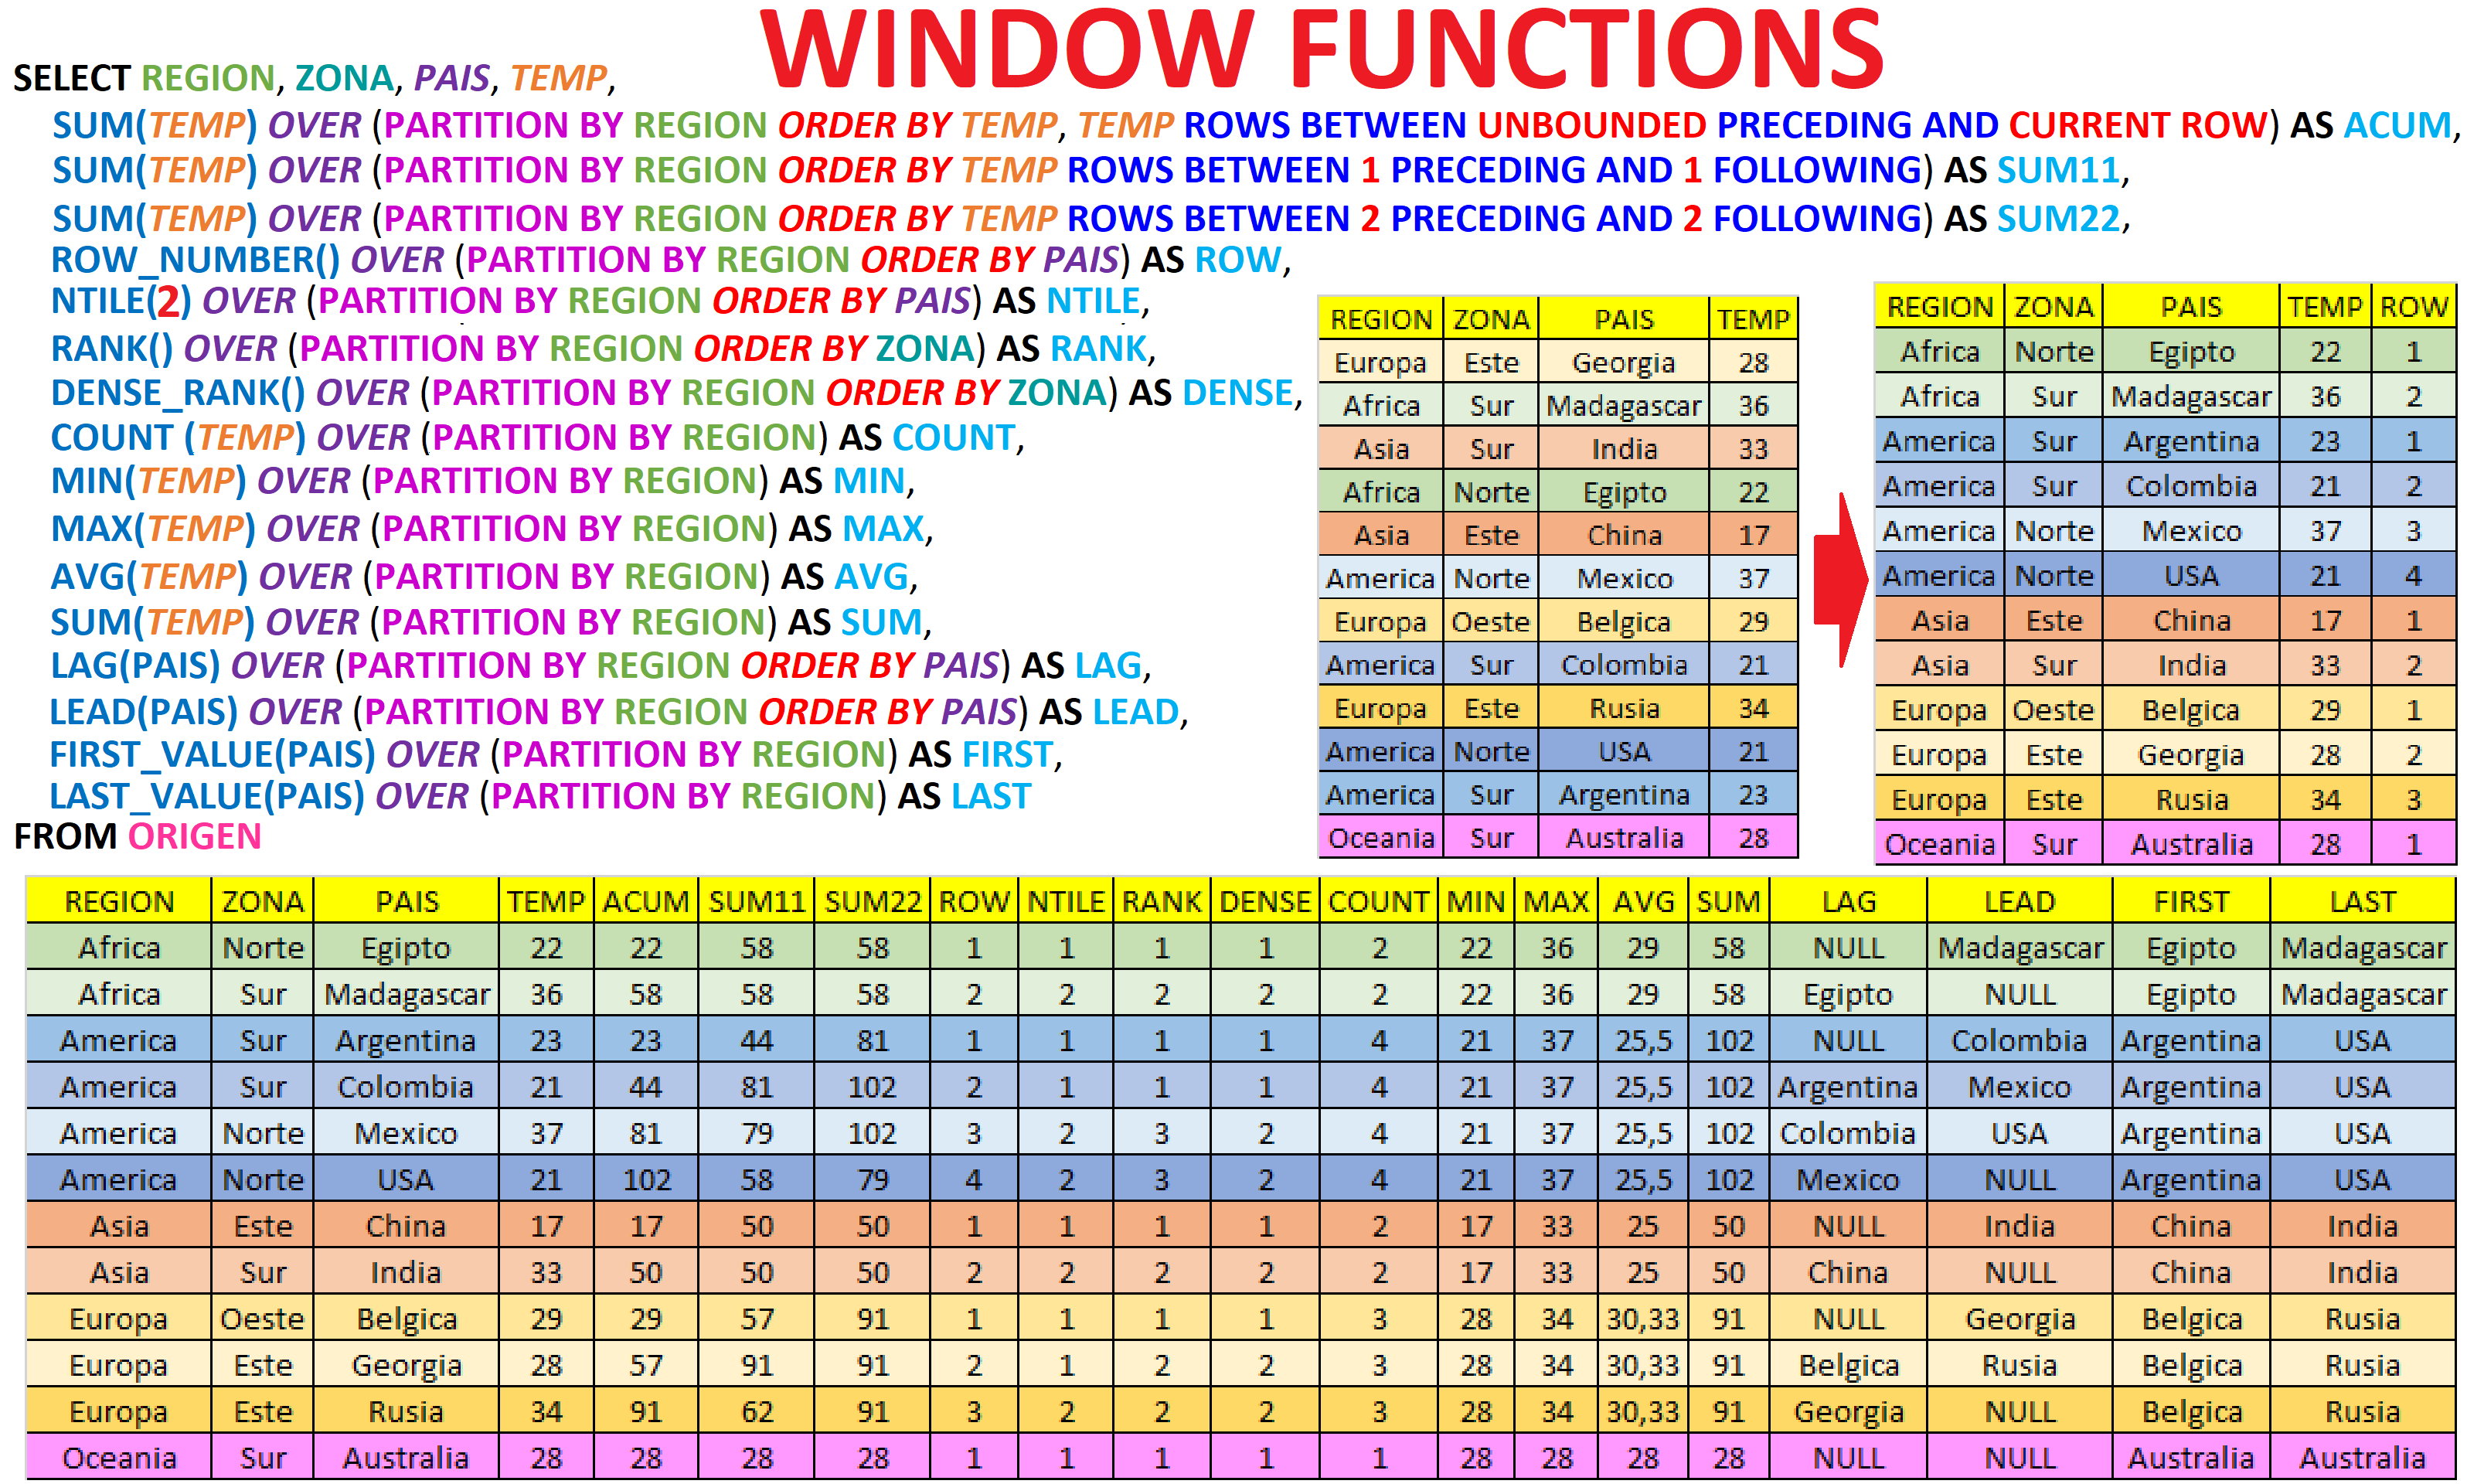 WINDOW FUNCTIONS
SELECT REGION, ZONA, PAIS, TEMP,
SUM(TEMP) OVER (PARTITION BY REGION ORDER BY TEMP, TEMP ROWS BETWEEN UNBOUNDED PRECEDING AND CURRENT ROW) AS ACUM,
SUM(TEMP) OVER (PARTITION BY REGION ORDER BY TEMP ROWS BETWEEN 1 PRECEDING AND 1 FOLLOWING) AS SUM11,
SUM(TEMP) OVER (PARTITION BY REGION ORDER BY TEMP ROWS BETWEEN 2 PRECEDING AND 2 FOLLOWING) AS SUM22,
ROW_NUMBER() OVER (PARTITION BY REGION ORDER BY PAIS) AS ROW,
NTILE(2) OVER (PARTITION BY REGION ORDER BY PAIS) AS NTILE,
RANK() OVER (PARTITION BY REGION ORDER BY ZONA) AS RANK,
DENSE_RANK() OVER (PARTITION BY REGION ORDER BY ZONA) AS DENSE,
COUNT (TEMP) OVER (PARTITION BY REGION) AS COUNT,
MIN(TEMP) OVER (PARTITION BY REGION) AS MIN,
MAX(TEMP) OVER (PARTITION BY REGION) AS MAX,
AVG(TEMP) OVER (PARTITION BY REGION) AS AVG,
SUM(TEMP) OVER (PARTITION BY REGION) AS SUM,
LAG(PAIS) OVER (PARTITION BY REGION ORDER BY PAIS) AS LAG,
LEAD(PAIS) OVER (PARTITION BY REGION ORDER BY PAIS) AS LEAD,
FIRST_VALUE(PAIS) OVER (PARTITION BY REGION) AS FIRST,
LAST_VALUE(PAIS) OVER (PARTITION BY REGION) AS LAST
FROM ORIGEN
REGION ZONA PAIS TEMP
Europa Este Georgia 28
Africa Sur Madagascar 36
Asia Sur India 33
Africa Norte Egipto 22
Asia Este China 17
America Norte Mexico 37
Europa Oeste Belgica 29
America Sur Colombia 21
Europa Este Rusia 34
America Norte USA 21
America Sur Argentina 23
Oceania Sur Australia 28
REGION ZONA PAIS TEMP ROW
Africa Norte Egipto 22 1
Africa Sur Madagascar 36 2
America Sur Argentina 23 1
America Sur Colombia 21 2
America Norte Mexico 37 3
America Norte USA 21 4
Asia Este China 17 1
Asia Sur India 33 2
Europa Oeste Belgica 29 1
Europa Este Georgia 28 2
Europa Este Rusia 34 3
Oceania Sur Australia 28 1
REGION ZONA PAIS TEMP ACUM SUM11 SUM22 ROW NTILE RANK DENSE COUNT MIN MAX AVG SUM LAG LEAD FIRST LAST
Africa Norte Egipto 22 22 58 58 1 1 1 1 2 22 36 29 58 NULL Madagascar Egipto Madagascar
Africa Sur Madagascar 36 58 58 58 2 2 2 2 2 22 36 29 58 Egipto NULL Egipto Madagascar
America Sur Argentina 23 23 44 81 1 1 1 1 4 21 37 25,5 102 NULL Colombia Argentina USA
America Sur Colombia 21 44 81 102 2 1 1 1 4 21 37 25,5 102 Argentina Mexico Argentina USA
America Norte Mexico 37 81 79 102 3 2 3 2 4 21 37 25,5 102 Colombia USA Argentina USA
America Norte USA 21 102 58 79 4 2 3 2 4 21 37 25,5 102 Mexico NULL Argentina USA
Asia Este China 17 17 50 50 1 1 1 1 2 17 33 25 50 NULL India China India
Asia Sur India 33 50 50 50 2 2 2 2 2 17 33 25 50 China NULL China India
Europa Oeste Belgica 29 29 57 91 1 1 1 1 3 28 34 30,33 91 NULL Georgia Belgica Rusia
Europa Este Georgia 28 57 91 91 2 1 2 2 3 28 34 30,33 91 Belgica Rusia Belgica Rusia
Europa Este Rusia 34 91 62 91 3 2 2 2 3 28 34 30,33 91 Georgia NULL Belgica Rusia
Oceania Sur Australia 28 28 28 28 1 1 1 1 1 28 28 28 28 NULL NULL Australia Australia